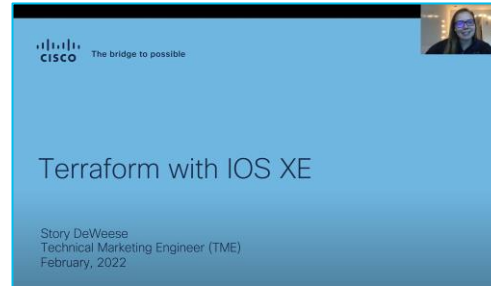 CISCO
The bridge to possible
Terraform with IOS XE
Story DeWeese
Technical Marketing Engineer (TME)
February, 2022